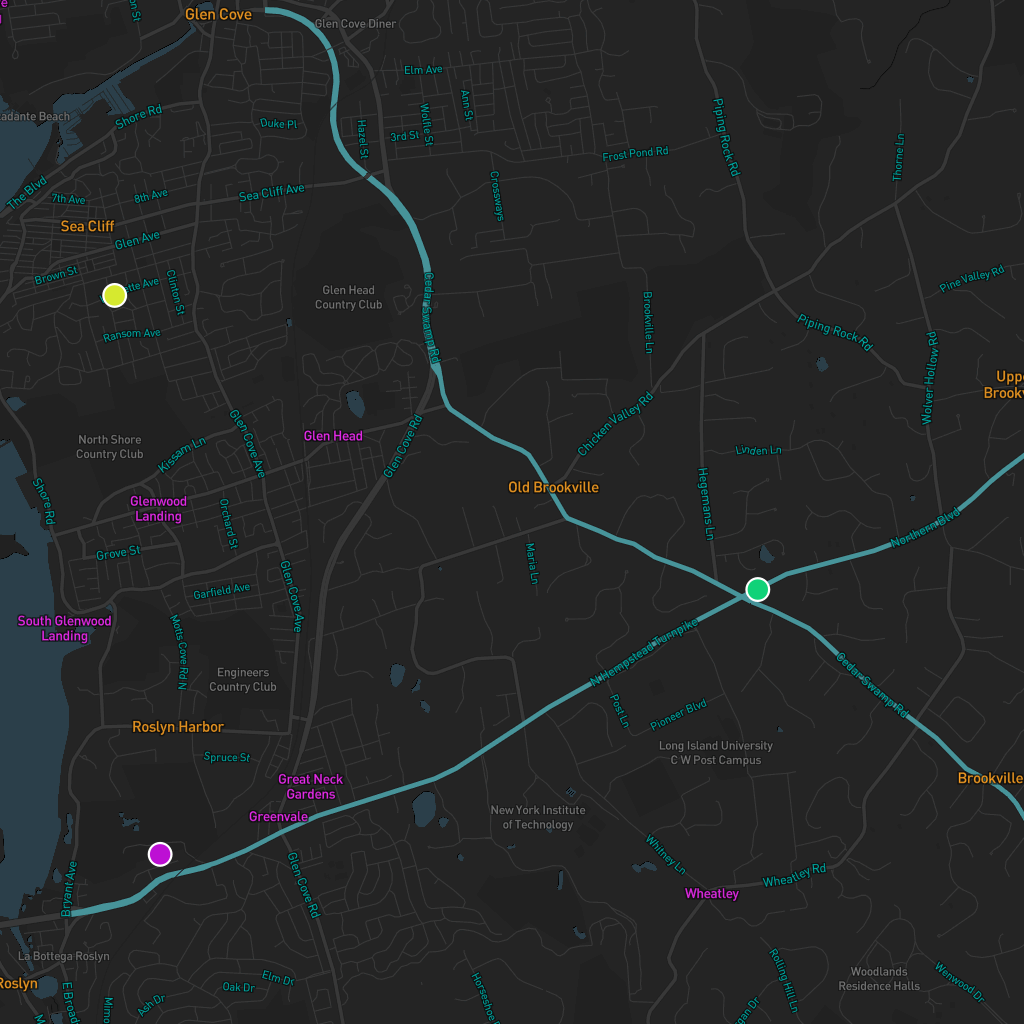 Glen Cove
Glen Cove Diner
Elm Ave
Piping Rock Rd
Ann St
Wolfle St
Beach
Shore Rd
Duke Pl
Hazel St
3rd St
Frost Pond Rd
Thorne Ln
The Blvd
7th Ave
8th Ave
Sea Cliff Ave
Crossways
Sea Cliff
Glen Ave
Brown St
Clinton St
Glen Head
Country Club
Cedar Swamp Rd
Brookville Ln
Pine Valley Rd
Ransom Ave
Piping Rock Rd
Wolver Hollow Rd
Glen Head
Glen Cove Ave
Glen Cove Rd
Chicken Valley Rd
North Shore
Country Club
Kissam Ln
Linden Ln
Shore Rd
Glenwood
Landing
Old Brookville
Hegemans Ln
Orchard St
Northern Blvd
Grove St
Maria Ln
Garfield Ave
Glen Cove Ave
South Glenwood
Landing
Motts Cove Rd N
N Hempstead Turnpike
Engineers
Country Club
Cedar Swamp Rd
Post Ln
Pioneer Blvd
Roslyn Harbor
Spruce St
Long Island University
C W Post Campus
Great Neck
Gardens
Brookville
Greenvale
New York Institute
of Technology
Whitney Ln
Wheatley Rd
Bryant Ave
Glen Cove Rd
Wheatley
La Bottega Roslyn
Roslyn
Elm Dr
Oak Dr
Ash Dr
E Broad
Rolling Hill Ln
Woodlands
Residence Halls
Wenwood Dr